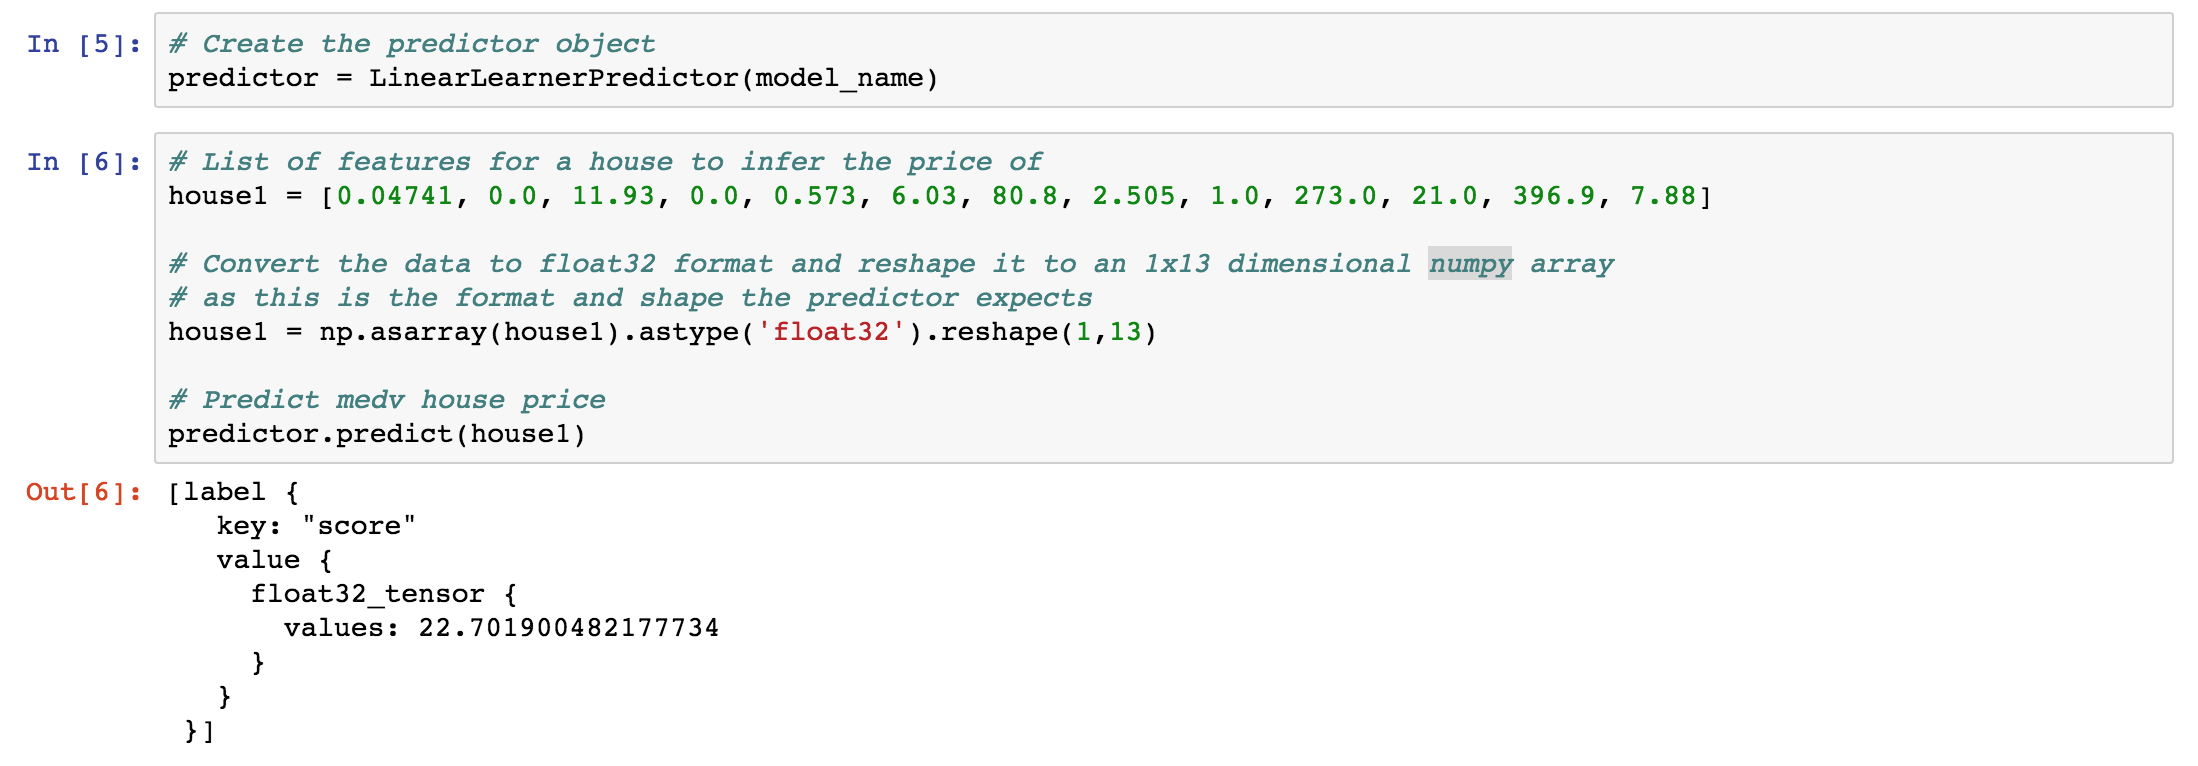 In [5]: # Create the predictor object
predictor = LinearLearnerPredictor(model_name)
In [6]: # List of features for a house to infer the price of
house1 = [0.04741, 0.0, 11.93, 0.0, 0.573, 6.03, 80.8, 2.505, 1.0, 273.0, 21.0, 396.9, 7.88]
# Convert the data to float32 format and reshape it to an 1x13 dimensional numpy array
# as this is the format and shape the predictor expects
house1 = np.asarray(house1).astype('float32').reshape(1,13)
# Predict medv house price
predictor.predict(house1)
Out[6]: [label {
key: "score"
value {
float32_tensor {
values: 22.701900482177734
}
}
}]